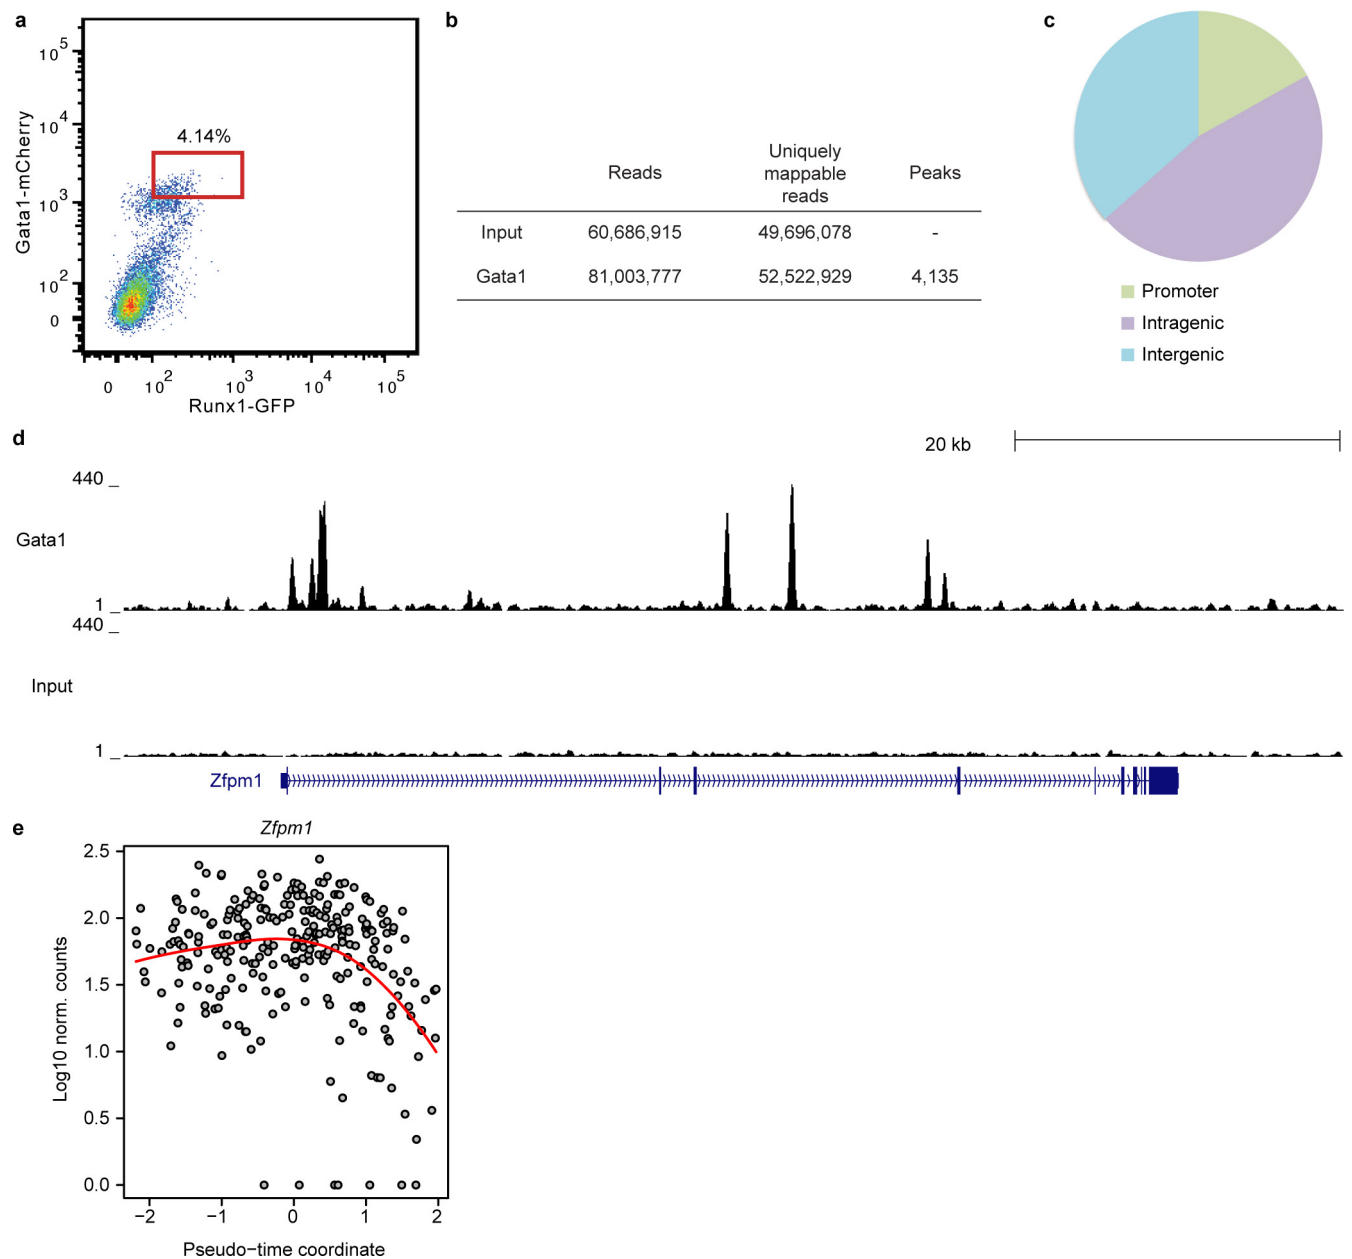 a
b
c
10^5
10^4
10^3
10^2
0
Gata1-mCherry
4.14%
0 10^2 10^3 10^4 10^5
Runx1-GFP
Reads
Uniquely
mappable
reads
Peaks
Input 60,686,915 49,696,078 -
Gata1 81,003,777 52,522,929 4,135
Promoter
Intragenic
Intergenic
d
20 kb
440
Gata1
1
440
Input
1
Zfpm1
e
Zfpm1
2.5
2.0
1.5
1.0
0.5
0.0
Log10 norm. counts
−2 −1 0 1 2
Pseudo−time coordinate